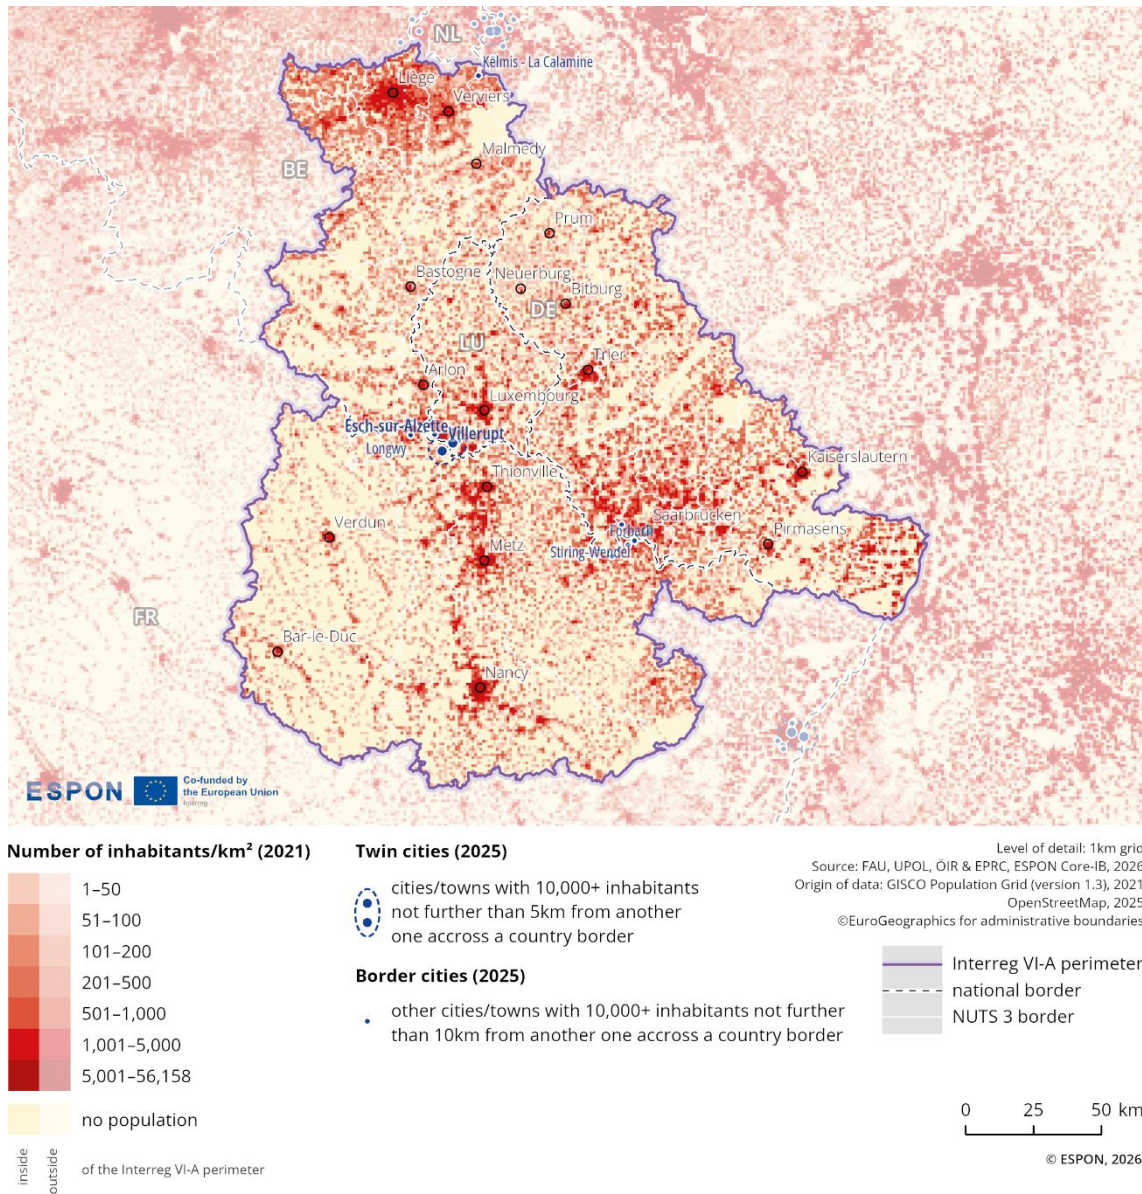 NL
Kelmis - La Calamine
Liège
Verviers
Malmedy
BE
Prüm
Bastogne
Neuerburg
Bitburg
DE
LU
Trier
Arlon
Luxembourg
Esch-sur-Alzette
Villerupt
Longwy
Kaiserslautern
Thionville
Verdun
Saarbrücken
Forbach
Pirmasens
Metz
Stiring-Wendel
FR
Bar-le-Duc
Nancy
ESPON
Co-funded by
the European Union
Interreg
Number of inhabitants/km² (2021)
1–50
51–100
101–200
201–500
501–1,000
1,001–5,000
5,001–56,158
no population
inside
outside
of the Interreg VI-A perimeter
Twin cities (2025)
cities/towns with 10,000+ inhabitants
not further than 5km from another
one accross a country border
Border cities (2025)
other cities/towns with 10,000+ inhabitants not further
than 10km from another one accross a country border
Level of detail: 1km grid
Source: FAU, UPOL, ÖIR & EPRC, ESPON Core-IB, 2026
Origin of data: GISCO Population Grid (version 1.3), 2021
OpenStreetMap, 2025
©EuroGeographics for administrative boundaries
Interreg VI-A perimeter
national border
NUTS 3 border
0 25 50 km
© ESPON, 2026